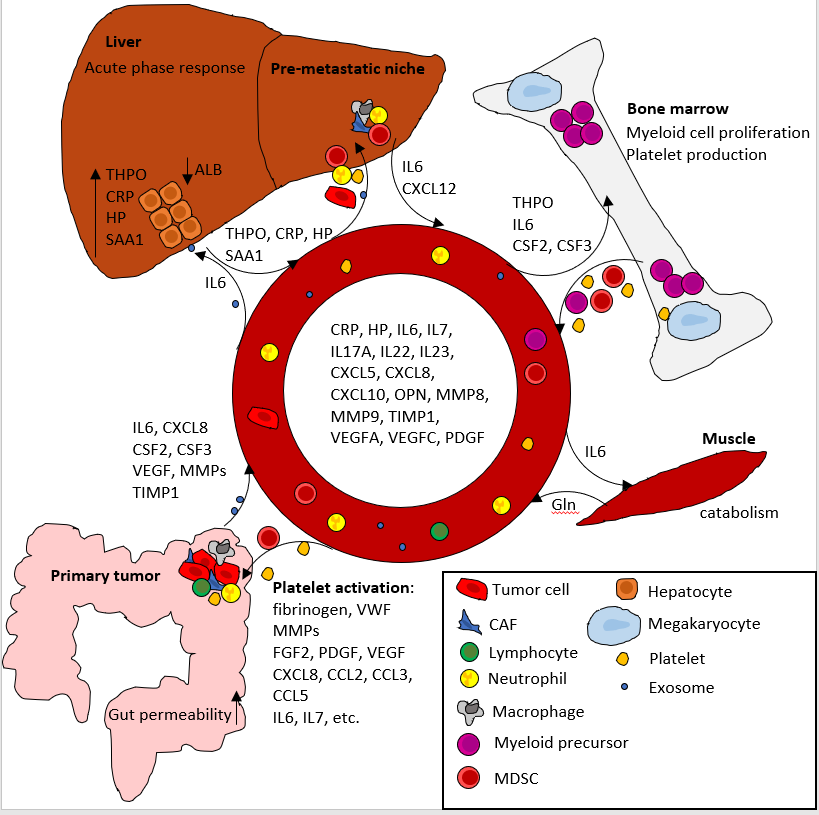 Liver
Acute phase response
Pre-metastatic niche
THPO
CRP
HP
SAA1
ALB
IL6
CXCL12
THPO, CRP, HP
SAA1
IL6
Bone marrow
Myeloid cell proliferation
Platelet production
THPO
IL6
CSF2, CSF3
CRP, HP, IL6, IL7,
IL17A, IL22, IL23,
CXCL5, CXCL8,
CXCL10, OPN, MMP8,
MMP9, TIMP1,
VEGFA, VEGFC, PDGF
IL6
Muscle
Gln
catabolism
IL6, CXCL8
CSF2, CSF3
VEGF, MMPs
TIMP1
Primary tumor
Gut permeability
Platelet activation:
fibrinogen, VWF
MMPs
FGF2, PDGF, VEGF
CXCL8, CCL2, CCL3,
CCL5
IL6, IL7, etc.
Tumor cell
CAF
Lymphocyte
Neutrophil
Macrophage
Myeloid precursor
MDSC
Hepatocyte
Megakaryocyte
Platelet
Exosome